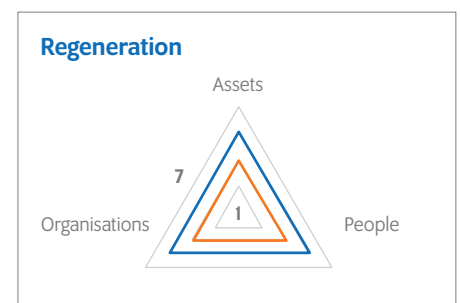 Regeneration
Assets
7
1
Organisations
People